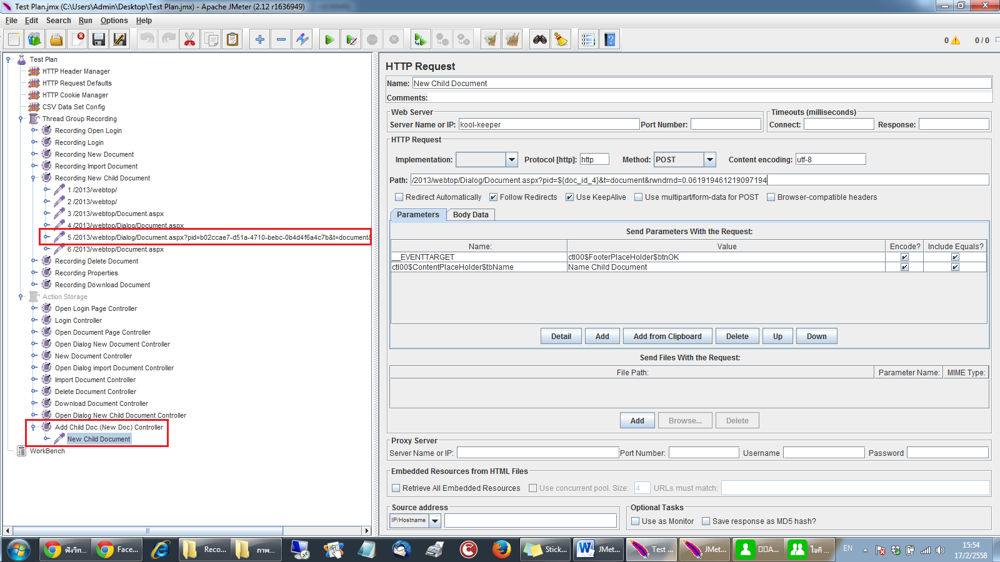 Test Plan.jmx (C:\Users\Admin\Desktop\Test Plan.jmx) - Apache JMeter (2.12 r1636949)
File Edit Search Run Options Help
0 0 / 0
Test Plan
HTTP Header Manager
HTTP Request Defaults
HTTP Cookie Manager
CSV Data Set Config
Thread Group Recording
Recording Open Login
Recording Login
Recording New Document
Recording Import Document
Recording New Child Document
1 /2013/webtop/
2 /2013/webtop/
3 /2013/webtop/Document.aspx
4 /2013/webtop/Dialog/Document.aspx
5 /2013/webtop/Dialog/Document.aspx?pid=b02ccae7-d51a-4710-bebc-0b4d4f6a4c7b&t=document&
6 /2013/webtop/Document.aspx
Recording Delete Document
Recording Properties
Recording Download Document
Action Storage
Open Login Page Controller
Login Controller
Open Document Page Controller
Open Dialog New Document Controller
New Document Controller
Open Dialog import Document Controller
Import Document Controller
Delete Document Controller
Download Document Controller
Open Dialog New Child Document Controller
Add Child Doc (New Doc) Controller
New Child Document
WorkBench
HTTP Request
Name: New Child Document
Comments:
Web Server
Server Name or IP: kool-keeper Port Number:
Timeouts (milliseconds)
Connect: Response:
HTTP Request
Implementation: Protocol [http]: http Method: POST Content encoding: utf-8
Path: /2013/webtop/Dialog/Document.aspx?pid=${doc_id_4}&t=document&rwndrnd=0.061919461219097194
Redirect Automatically Follow Redirects Use KeepAlive Use multipart/form-data for POST Browser-compatible headers
Parameters Body Data
Send Parameters With the Request:
Name: Value Encode? Include Equals?
__EVENTTARGET ctl00$FooterPlaceHolder$btnOK
ctl00$ContentPlaceHolder$tbName Name Child Document
Detail Add Add from Clipboard Delete Up Down
Send Files With the Request:
File Path: Parameter Name: MIME Type:
Add Browse... Delete
Proxy Server
Server Name or IP: Port Number: Username Password
Embedded Resources from HTML Files
Retrieve All Embedded Resources Use concurrent pool. Size: 4 URLs must match:
Source address
IP/Hostname
Optional Tasks
Use as Monitor Save response as MD5 hash?
ฟังวิท... Face... Reco... ภาพ... Stick... JMet... Test ... JMet... A... ไอที ... EN
15:54
17/2/2558